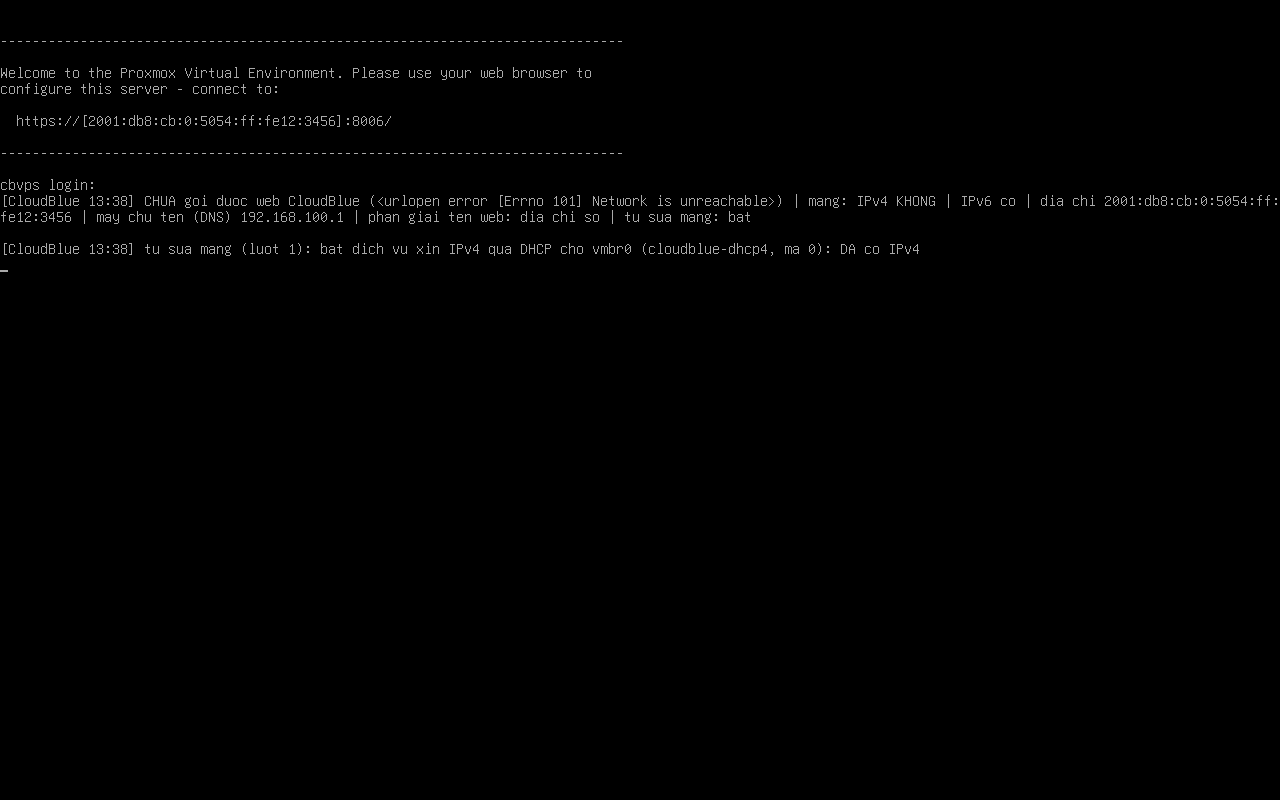 ------------------------------------------------------------------------------
Welcome to the Proxmox Virtual Environment. Please use your web browser to
configure this server - connect to:
https://[2001:db8:cb:0:5054:ff:fe12:3456]:8006/
------------------------------------------------------------------------------
cbvps login:
[CloudBlue 13:38] CHUA goi duoc web CloudBlue (<urlopen error [Errno 101] Network is unreachable>) | mang: IPv4 KHONG | IPv6 co | dia chi 2001:db8:cb:0:5054:ff:
fe12:3456 | may chu ten (DNS) 192.168.100.1 | phan giai ten web: dia chi so | tu sua mang: bat
[CloudBlue 13:38] tu sua mang (luot 1): bat dich vu xin IPv4 qua DHCP cho vmbr0 (cloudblue-dhcp4, ma 0): DA co IPv4